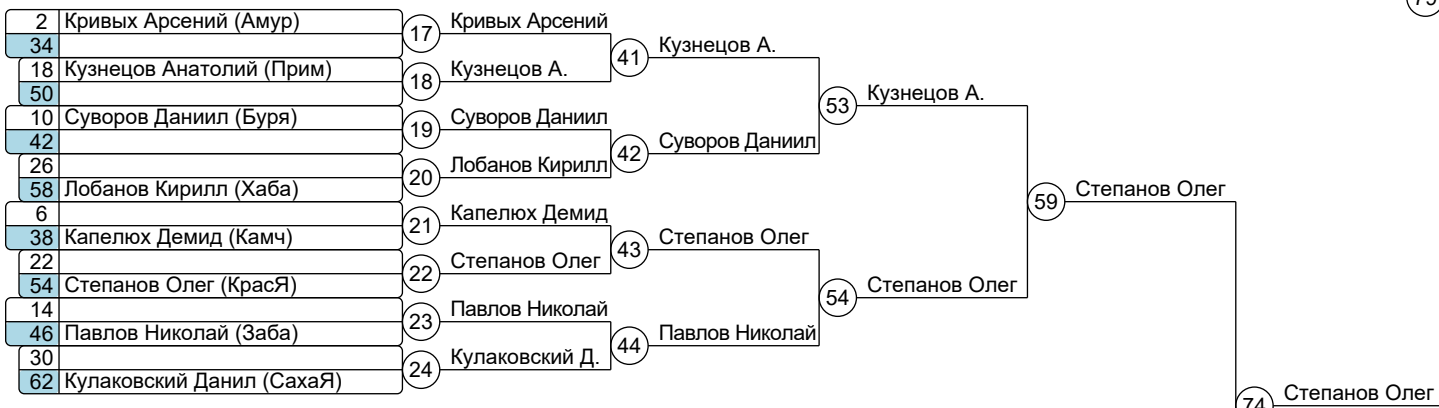 79
2 Кривых Арсений (Амур)
34
18 Кузнецов Анатолий (Прим)
50
10 Суворов Даниил (Буря)
42
26
58 Лобанов Кирилл (Хаба)
6
38 Капелюх Демид (Камч)
22
54 Степанов Олег (КрасЯ)
14
46 Павлов Николай (Заба)
30
62 Кулаковский Данил (СахаЯ)
17 Кривых Арсений
18 Кузнецов А.
19 Суворов Даниил
20 Лобанов Кирилл
21 Капелюх Демид
22 Степанов Олег
23 Павлов Николай
24 Кулаковский Д.
41 Кузнецов А.
42 Суворов Даниил
43 Степанов Олег
44 Павлов Николай
53 Кузнецов А.
54 Степанов Олег
59 Степанов Олег
74 Степанов Олег